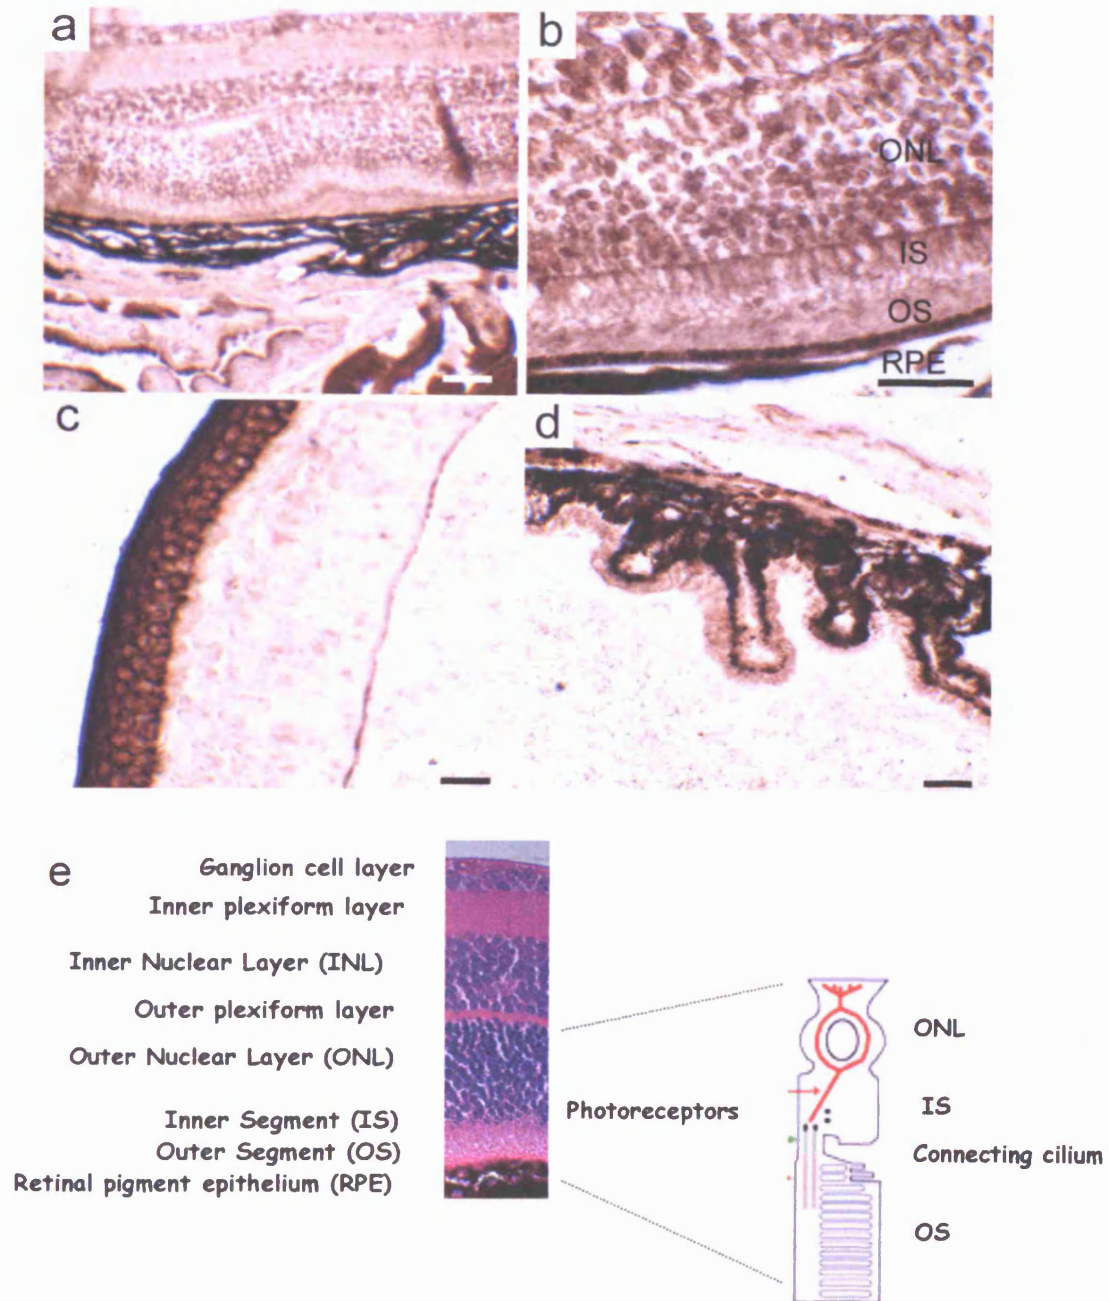 a
b
ONL
IS
OS
RPE
c
d
e
Ganglion cell layer
Inner plexiform layer
Inner Nuclear Layer (INL)
Outer plexiform layer
Outer Nuclear Layer (ONL)
Inner Segment (IS)
Outer Segment (OS)
Retinal pigment epithelium (RPE)
Photoreceptors
ONL
IS
Connecting cilium
OS